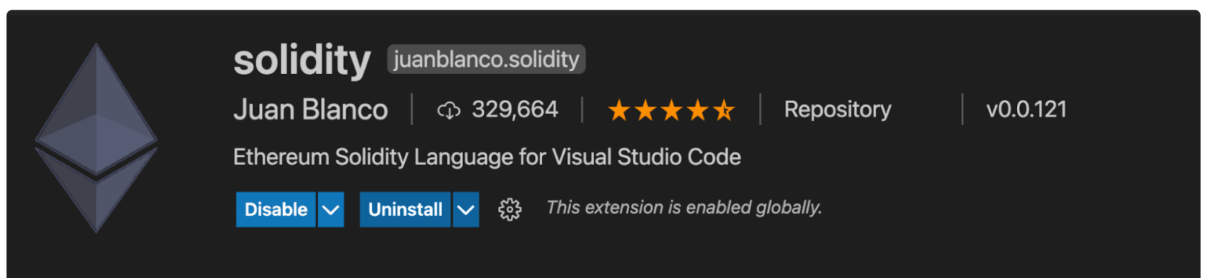 solidity juanblanco.solidity
Juan Blanco 329,664 Repository v0.0.121
Ethereum Solidity Language for Visual Studio Code
Disable Uninstall This extension is enabled globally.